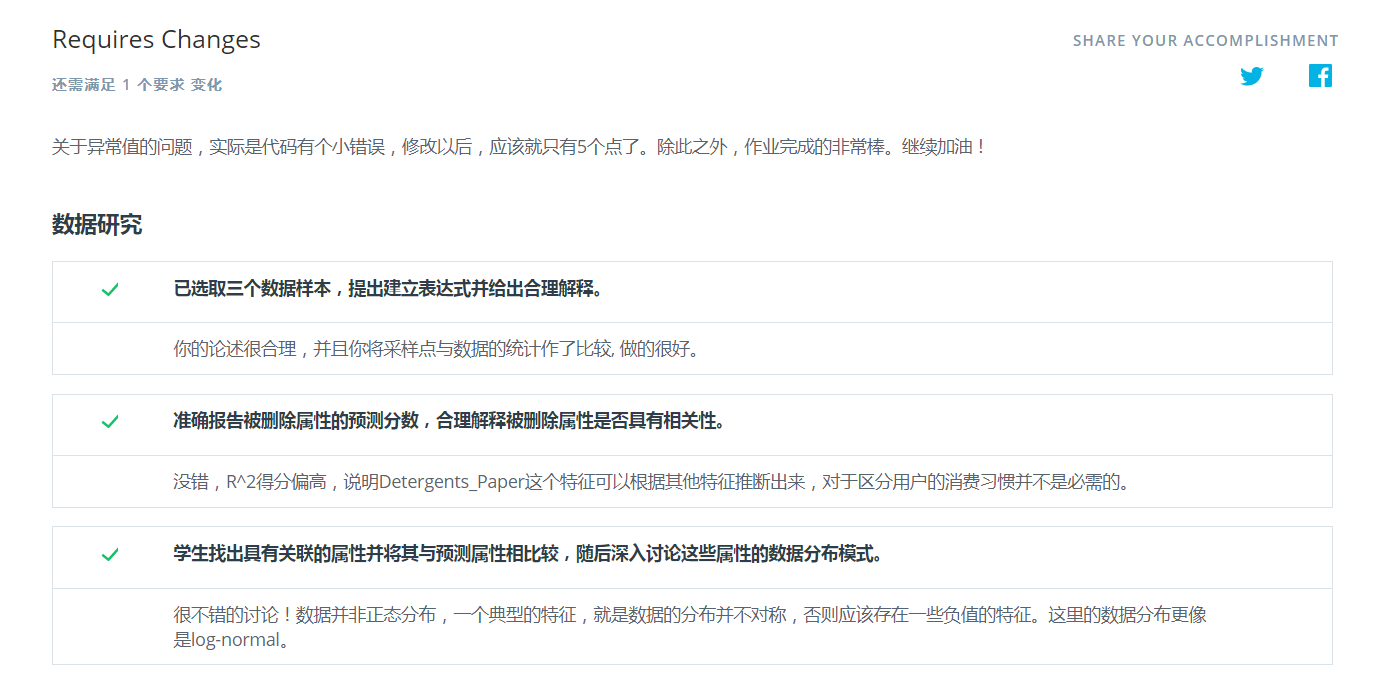 Requires Changes
SHARE YOUR ACCOMPLISHMENT
还需满足 1 个要求 变化
关于异常值的问题，实际是代码有个小错误，修改以后，应该就只有5个点了。除此之外，作业完成的非常棒。继续加油！
数据研究
已选取三个数据样本，提出建立表达式并给出合理解释。
你的论述很合理，并且你将采样点与数据的统计作了比较, 做的很好。
准确报告被删除属性的预测分数，合理解释被删除属性是否具有相关性。
没错，R^2得分偏高，说明Detergents_Paper这个特征可以根据其他特征推断出来，对于区分用户的消费习惯并不是必需的。
学生找出具有关联的属性并将其与预测属性相比较，随后深入讨论这些属性的数据分布模式。
很不错的讨论！数据并非正态分布，一个典型的特征，就是数据的分布并不对称，否则应该存在一些负值的特征。这里的数据分布更像
是log-normal。